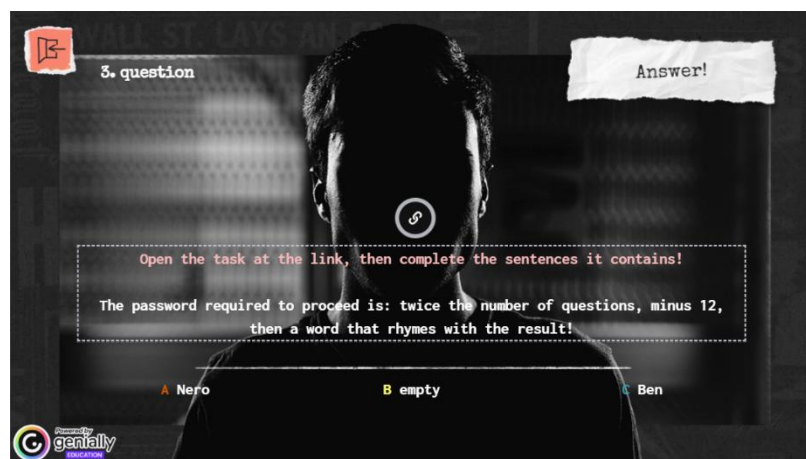 3. question
Answer!
Open the task at the link, then complete the sentences it contains!
The password required to proceed is: twice the number of questions, minus 12,
then a word that rhymes with the result!
A Nero
B empty
C Ben
Powered by
genially
EDUCATION